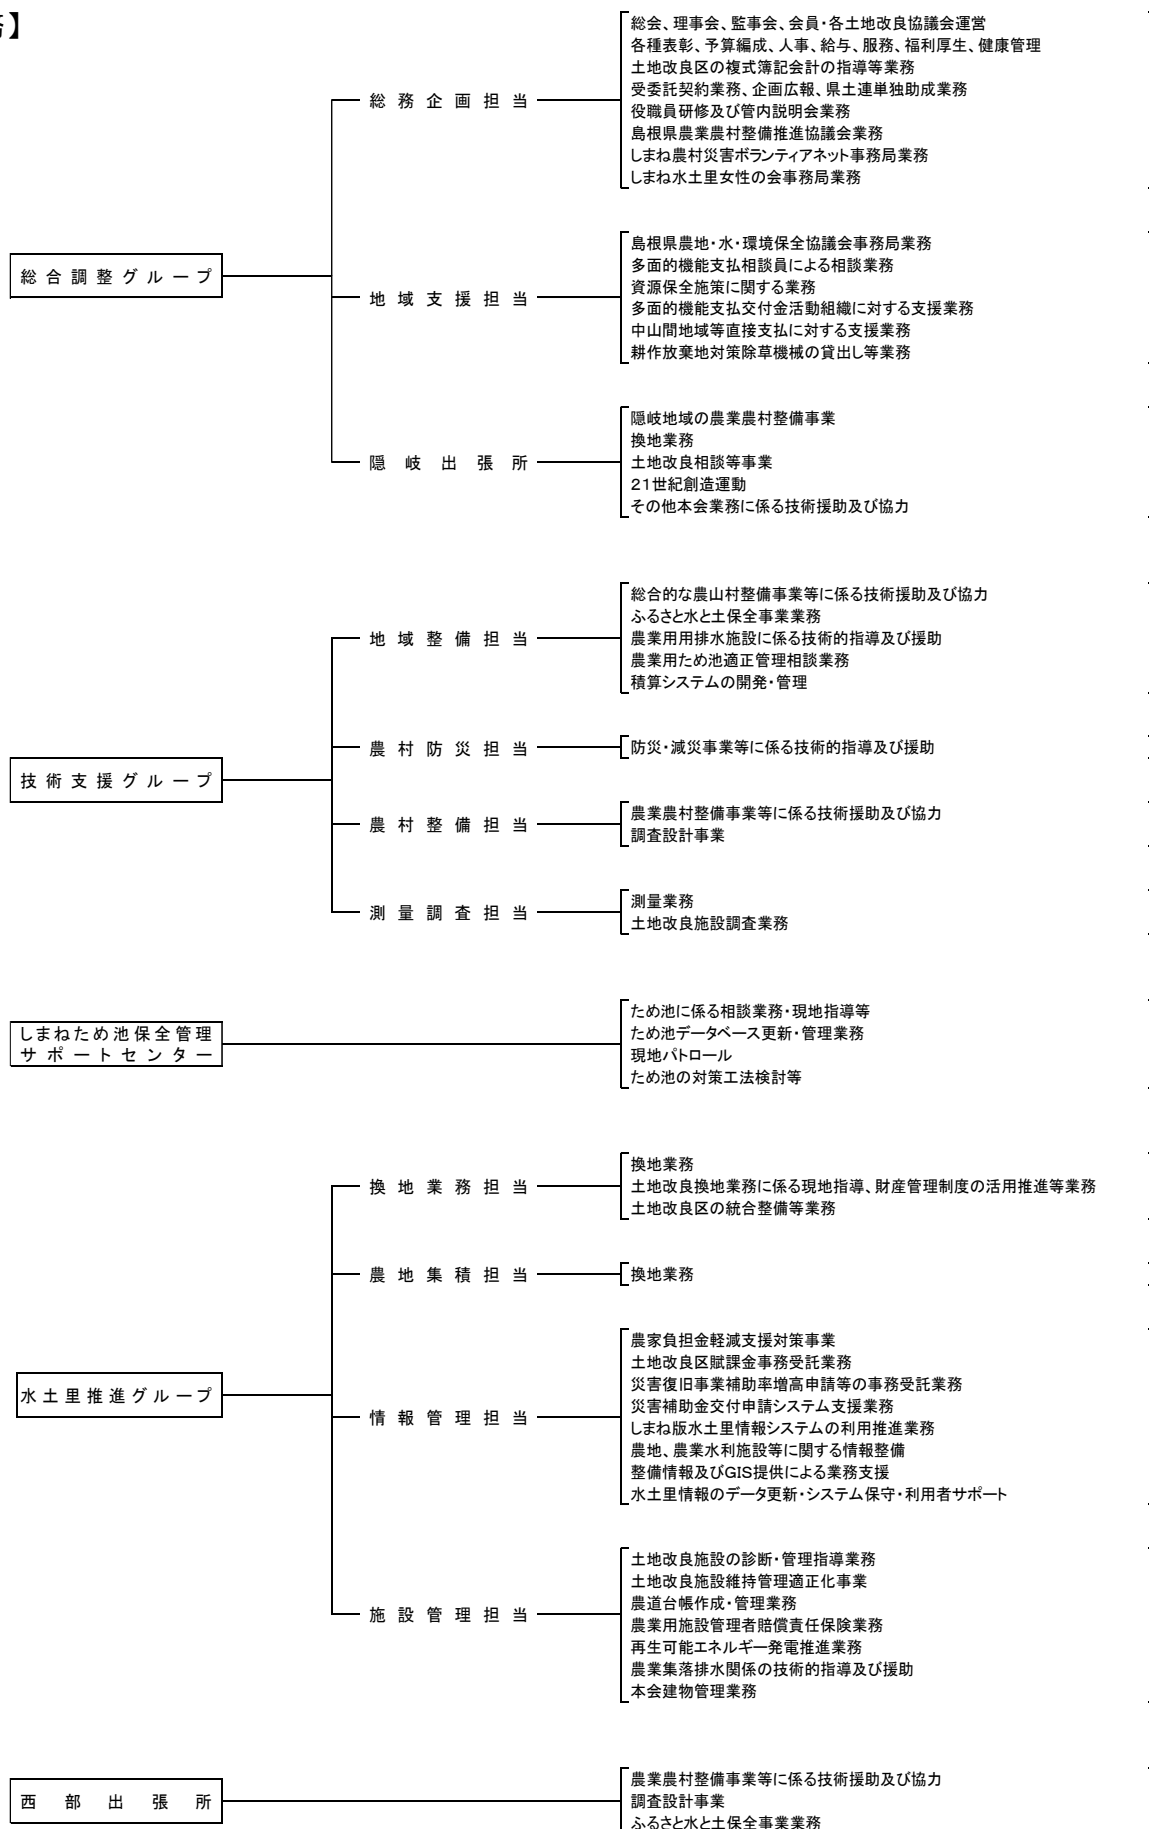 務】
総合調整グループ
総務企画担当
総会、理事会、監事会、会員・各土地改良協議会運営
各種表彰、予算編成、人事、給与、服務、福利厚生、健康管理
土地改良区の複式簿記会計の指導等業務
受委託契約業務、企画広報、県土連単独助成業務
役職員研修及び管内説明会業務
島根県農業農村整備推進協議会業務
しまね農村災害ボランティアネット事務局業務
しまね水土里女性の会事務局業務
地域支援担当
島根県農地・水・環境保全協議会事務局業務
多面的機能支払相談員による相談業務
資源保全施策に関する業務
多面的機能支払交付金活動組織に対する支援業務
中山間地域等直接支払に対する支援業務
耕作放棄地対策除草機械の貸出し等業務
隠岐出張所
隠岐地域の農業農村整備事業
換地業務
土地改良相談等事業
21世紀創造運動
その他本会業務に係る技術援助及び協力
技術支援グループ
地域整備担当
総合的な農山村整備事業等に係る技術援助及び協力
ふるさと水と土保全事業業務
農業用用排水施設に係る技術的指導及び援助
農業用ため池適正管理相談業務
積算システムの開発・管理
農村防災担当
防災・減災事業等に係る技術的指導及び援助
農村整備担当
農業農村整備事業等に係る技術援助及び協力
調査設計事業
測量調査担当
測量業務
土地改良施設調査業務
しまねため池保全管理
サポートセンター
ため池に係る相談業務・現地指導等
ため池データベース更新・管理業務
現地パトロール
ため池の対策工法検討等
水土里推進グループ
換地業務担当
換地業務
土地改良換地業務に係る現地指導、財産管理制度の活用推進等業務
土地改良区の統合整備等業務
農地集積担当
換地業務
情報管理担当
農家負担金軽減支援対策事業
土地改良区賦課金事務受託業務
災害復旧事業補助率増高申請等の事務受託業務
災害補助金交付申請システム支援業務
しまね版水土里情報システムの利用推進業務
農地、農業水利施設等に関する情報整備
整備情報及びGIS提供による業務支援
水土里情報のデータ更新・システム保守・利用者サポート
施設管理担当
土地改良施設の診断・管理指導業務
土地改良施設維持管理適正化事業
農道台帳作成・管理業務
農業用施設管理者賠償責任保険業務
再生可能エネルギー発電推進業務
農業集落排水関係の技術的指導及び援助
本会建物管理業務
西部出張所
農業農村整備事業等に係る技術援助及び協力
調査設計事業
ふるさと水と土保全事業業務